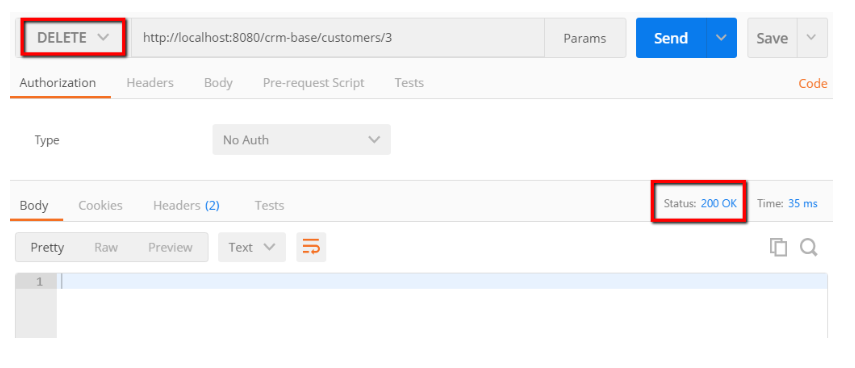 DELETE http://localhost:8080/crm-base/customers/3 Params Send Save
Authorization Headers Body Pre-request Script Tests Code
Type No Auth
Body Cookies Headers (2) Tests Status: 200 OK Time: 35 ms
Pretty Raw Preview Text
1